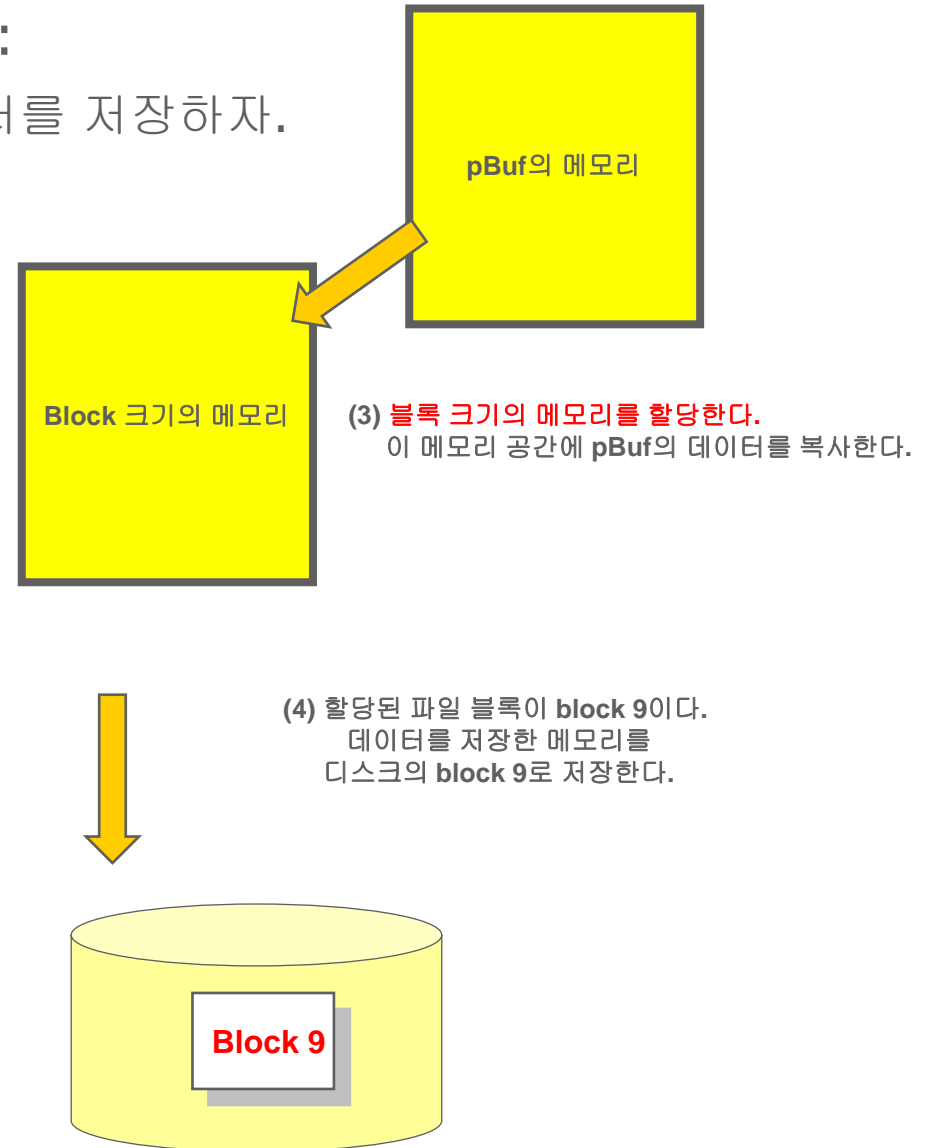 :
터를 저장하자.
pBuf의 메모리
Block 크기의 메모리
(3) 블록 크기의 메모리를 할당한다.
이 메모리 공간에 pBuf의 데이터를 복사한다.
(4) 할당된 파일 블록이 block 9이다.
데이터를 저장한 메모리를
디스크의 block 9로 저장한다.
Block 9